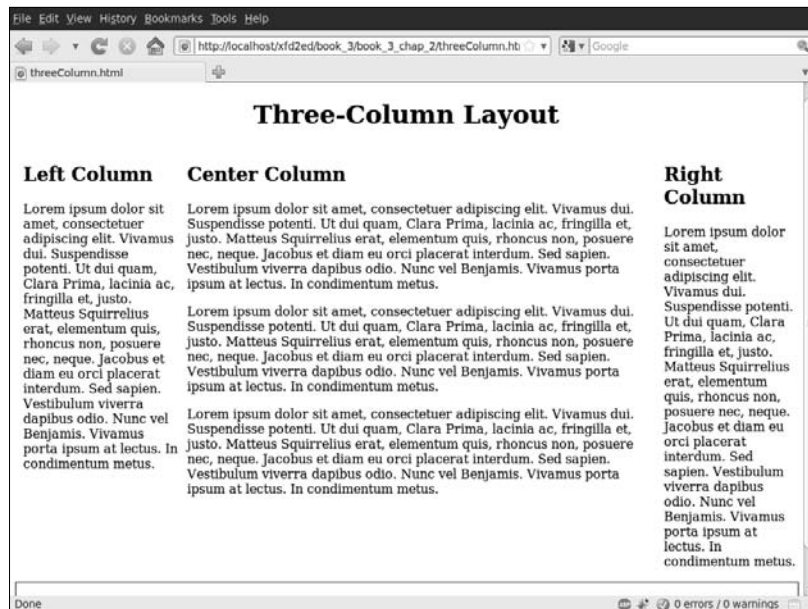 File Edit View History Bookmarks Tools Help
http://localhost/xfd2ed/book_3/book_3_chap_2/threeColumn.ht
Google
threeColumn.html
Three-Column Layout
Left Column
Lorem ipsum dolor sit
amet, consectetuer
adipiscing elit. Vivamus
dui. Suspendisse
potenti. Ut dui quam,
Clara Prima, lacinia ac,
fringilla et, justo.
Matteus Squirrelius
erat, elementum quis,
rhoncus non, posuere
nec, neque. Jacobus et
diam eu orci placerat
interdum. Sed sapien.
Vestibulum viverra
dapibus odio. Nunc vel
Benjamis. Vivamus
porta ipsum at lectus. In
condimentum metus.
Center Column
Lorem ipsum dolor sit amet, consectetuer adipiscing elit. Vivamus dui.
Suspendisse potenti. Ut dui quam, Clara Prima, lacinia ac, fringilla et,
justo. Matteus Squirrelius erat, elementum quis, rhoncus non, posuere
nec, neque. Jacobus et diam eu orci placerat interdum. Sed sapien.
Vestibulum viverra dapibus odio. Nunc vel Benjamis. Vivamus porta
ipsum at lectus. In condimentum metus.
Lorem ipsum dolor sit amet, consectetuer adipiscing elit. Vivamus dui.
Suspendisse potenti. Ut dui quam, Clara Prima, lacinia ac, fringilla et,
justo. Matteus Squirrelius erat, elementum quis, rhoncus non, posuere
nec, neque. Jacobus et diam eu orci placerat interdum. Sed sapien.
Vestibulum viverra dapibus odio. Nunc vel Benjamis. Vivamus porta
ipsum at lectus. In condimentum metus.
Lorem ipsum dolor sit amet, consectetuer adipiscing elit. Vivamus dui.
Suspendisse potenti. Ut dui quam, Clara Prima, lacinia ac, fringilla et,
justo. Matteus Squirrelius erat, elementum quis, rhoncus non, posuere
nec, neque. Jacobus et diam eu orci placerat interdum. Sed sapien.
Vestibulum viverra dapibus odio. Nunc vel Benjamis. Vivamus porta
ipsum at lectus. In condimentum metus.
Right
Column
Lorem ipsum dolor
sit amet,
consectetuer
adipiscing elit.
Vivamus dui.
Suspendisse potenti.
Ut dui quam, Clara
Prima, lacinia ac,
fringilla et, justo.
Matteus Squirrelius
erat, elementum
quis, rhoncus non,
posuere nec, neque.
Jacobus et diam eu
orci placerat
interdum. Sed
sapien. Vestibulum
viverra dapibus
odio. Nunc vel
Benjamis. Vivamus
porta ipsum at
lectus. In
condimentum metus.
Done
ABP
0 errors / 0 warnings